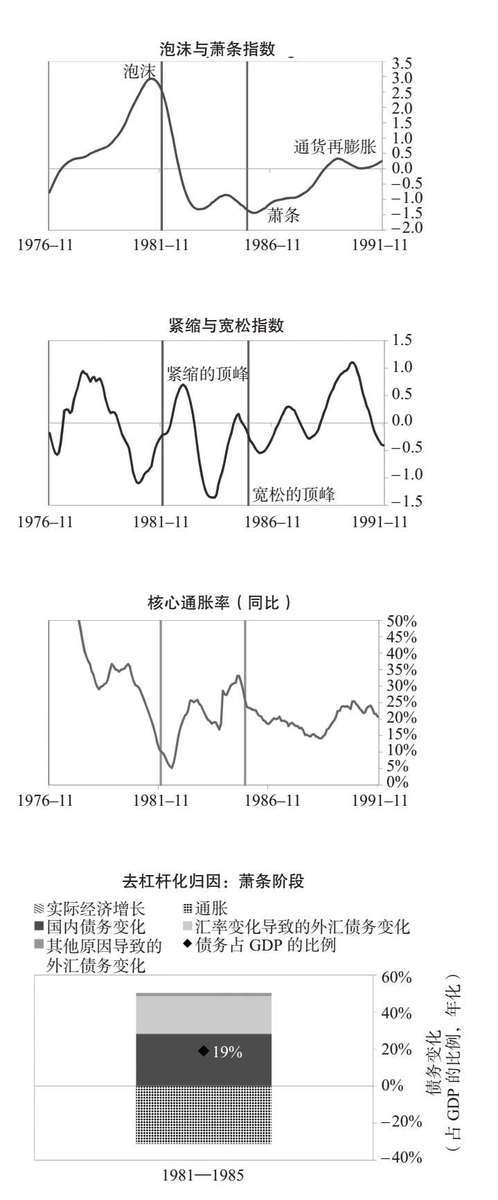 泡沫与萧条指数
泡沫
3.5
3.0
2.5
2.0
1.5
1.0
通货再膨胀
0.5
0.0
−0.5
−1.0
萧条
−1.5
−2.0
1976–11 1981–11 1986–11 1991–11
紧缩与宽松指数
1.5
紧缩的顶峰
1.0
0.5
0.0
−0.5
−1.0
宽松的顶峰
−1.5
1976–11 1981–11 1986–11 1991–11
核心通胀率（同比）
50%
45%
40%
35%
30%
25%
20%
15%
10%
5%
0%
1976–11 1981–11 1986–11 1991–11
去杠杆化归因：萧条阶段
实际经济增长 通胀
国内债务变化 汇率变化导致的外汇债务变化
其他原因导致的 债务占 GDP 的比例
外汇债务变化
60%
40%
20%
19%
0%
−20%
−40%
债务变化
（占 GDP 的比例，年化）
1981—1985